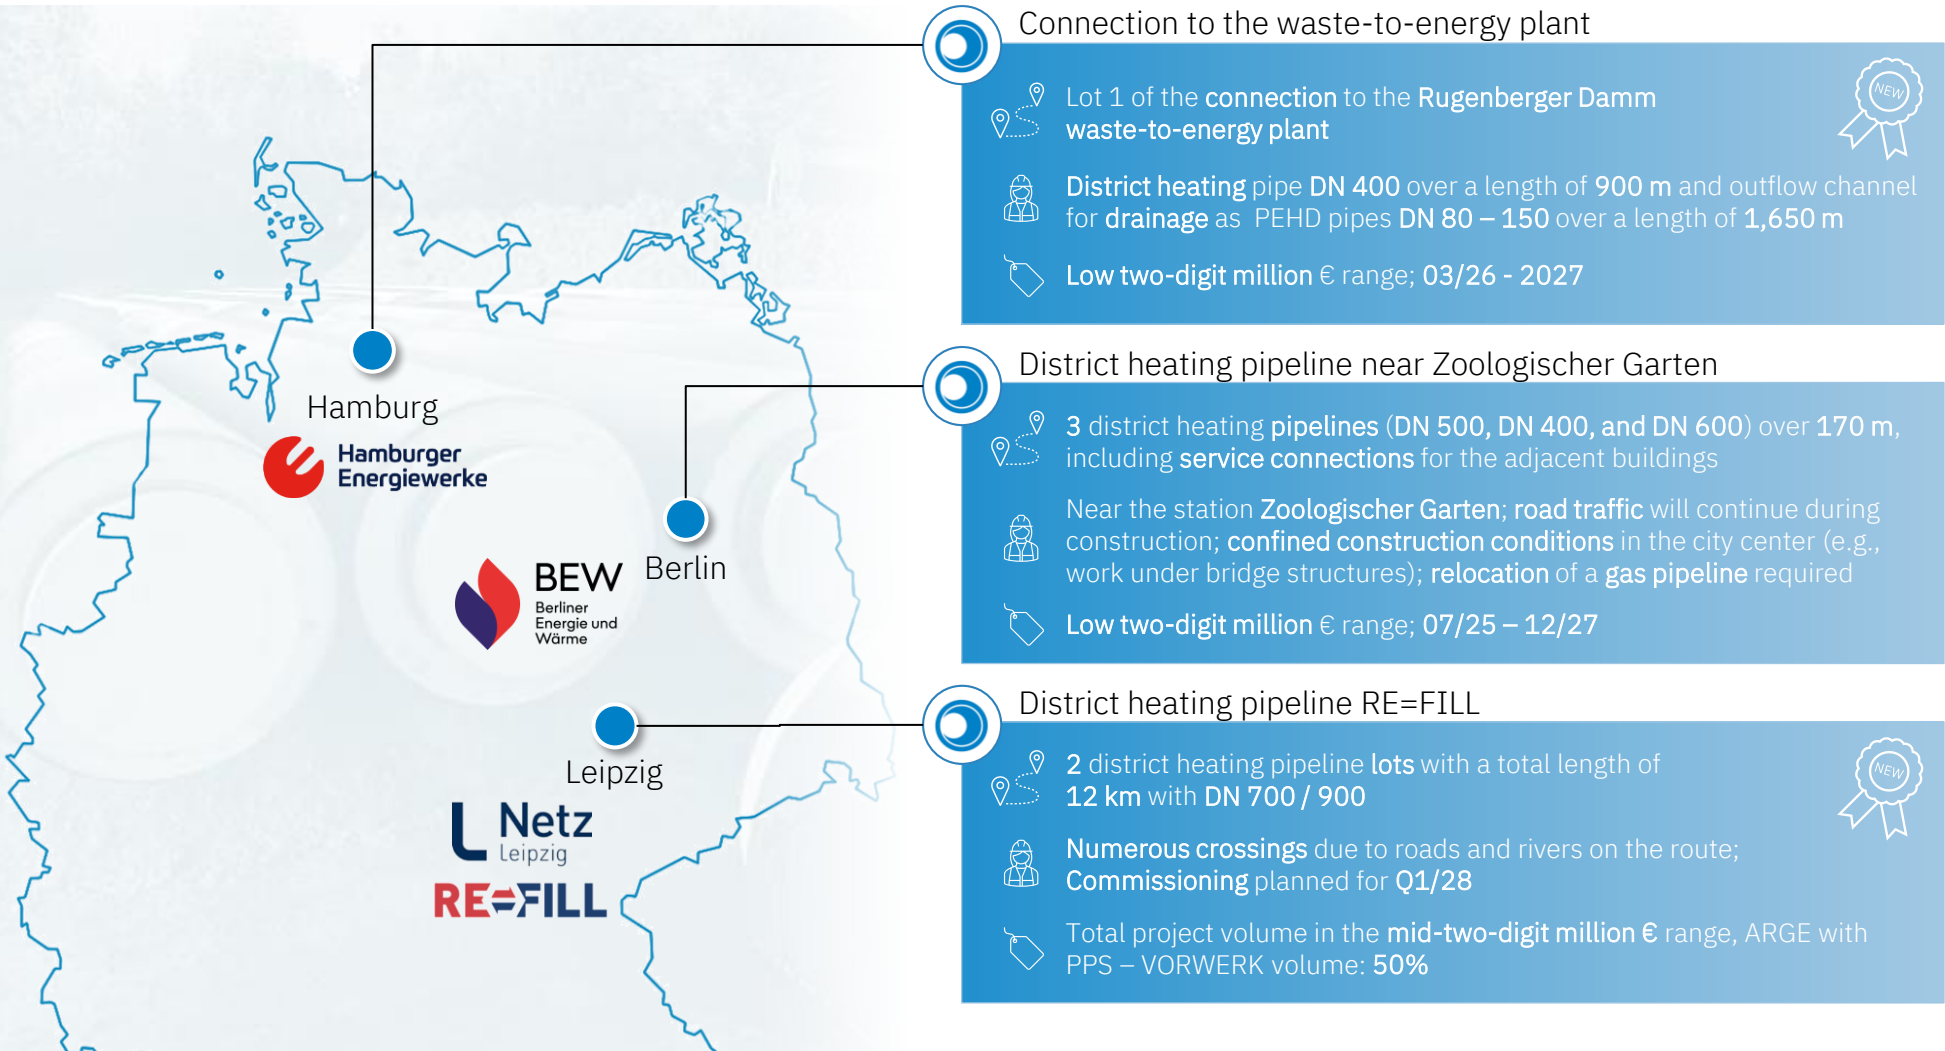 Connection to the waste-to-energy plant
Lot 1 of the connection to the Rugenberger Damm
waste-to-energy plant
NEW
District heating pipe DN 400 over a length of 900 m and outflow channel
for drainage as PEHD pipes DN 80 – 150 over a length of 1,650 m
Low two-digit million € range; 03/26 - 2027
Hamburg
Hamburger
Energiewerke
District heating pipeline near Zoologischer Garten
3 district heating pipelines (DN 500, DN 400, and DN 600) over 170 m,
including service connections for the adjacent buildings
Near the station Zoologischer Garten; road traffic will continue during
construction; confined construction conditions in the city center (e.g.,
work under bridge structures); relocation of a gas pipeline required
Low two-digit million € range; 07/25 – 12/27
Berlin
BEW
Berliner
Energie und
Wärme
District heating pipeline RE=FILL
2 district heating pipeline lots with a total length of
12 km with DN 700 / 900
NEW
Numerous crossings due to roads and rivers on the route;
Commissioning planned for Q1/28
Total project volume in the mid-two-digit million € range, ARGE with
PPS – VORWERK volume: 50%
Leipzig
L Netz
Leipzig
RE=FILL